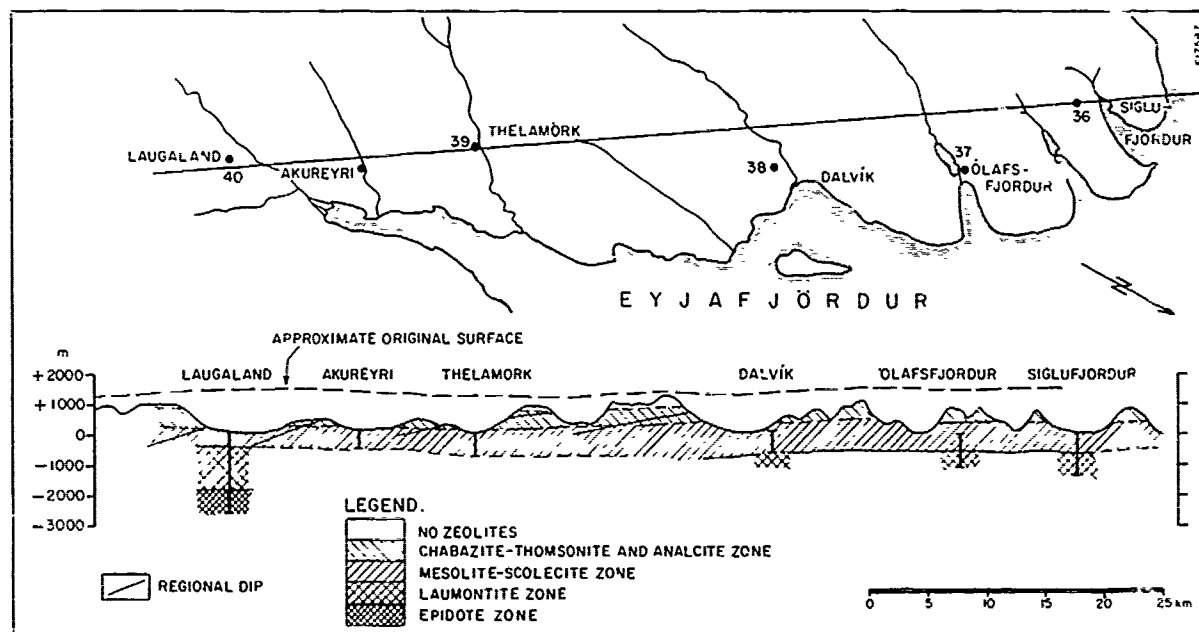 36
SIGLU-
FJORDUR
39
THELAMÖRK
37
LAUGALAND
40
AKUREYRI
38
DALVÍK
ÓLAFS-
FJORDUR
EYJAFJÖRDUR
N
APPROXIMATE ORIGINAL SURFACE
m
LAUGALAND AKUREYRI THELAMORK DALVÍK ÓLAFSFJORDUR SIGLUFJORDUR
+2000
+1000
0
-1000
-2000
-3000
LEGEND.
NO ZEOLITES
CHABAZITE-THOMSONITE AND ANALCITE ZONE
MESOLITE-SCOLECITE ZONE
LAUMONTITE ZONE
EPIDOTE ZONE
REGIONAL DIP
0 5 10 15 20 25 km